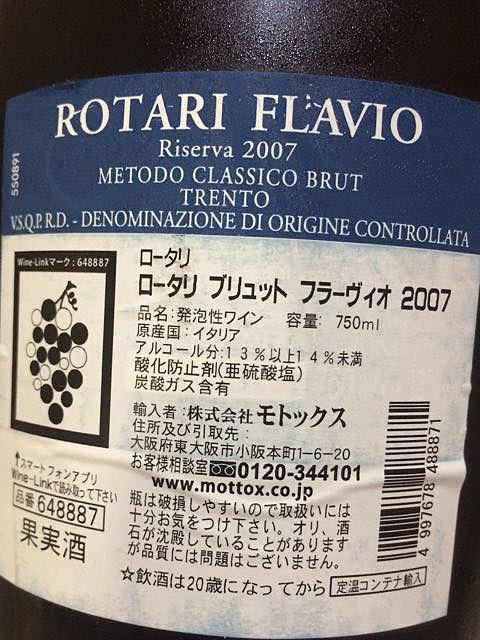 ROTARI FLAVIO
Riserva 2007
METODO CLASSICO BRUT
TRENTO
V.S.Q.P.R.D. - DENOMINAZIONE DI ORIGINE CONTROLLATA
550891
Wine-Linkマーク:648887
ロータリ
ロータリ ブリュット フラーヴィオ 2007
品名:発泡性ワイン 容量: 750ml
原産国:イタリア
アルコール分:13%以上14%未満
酸化防止剤(亜硫酸塩)
炭酸ガス含有
輸入者:株式会社 モトックス
住所及び引取先:
大阪府東大阪市小阪本町1-6-20
お客様相談室 0120-344101
www.mottox.co.jp
↑スマートフォンアプリ
Wine-Linkで読み取って下さい
品番 648887
果実酒
瓶は破損しやすいので取扱いには
十分お気をつけ下さい。オリ、酒
石が沈殿していることがあります
が品質には問題はございません。
☆飲酒は20歳になってから 定温コンテナ輸入
4 997678 488871